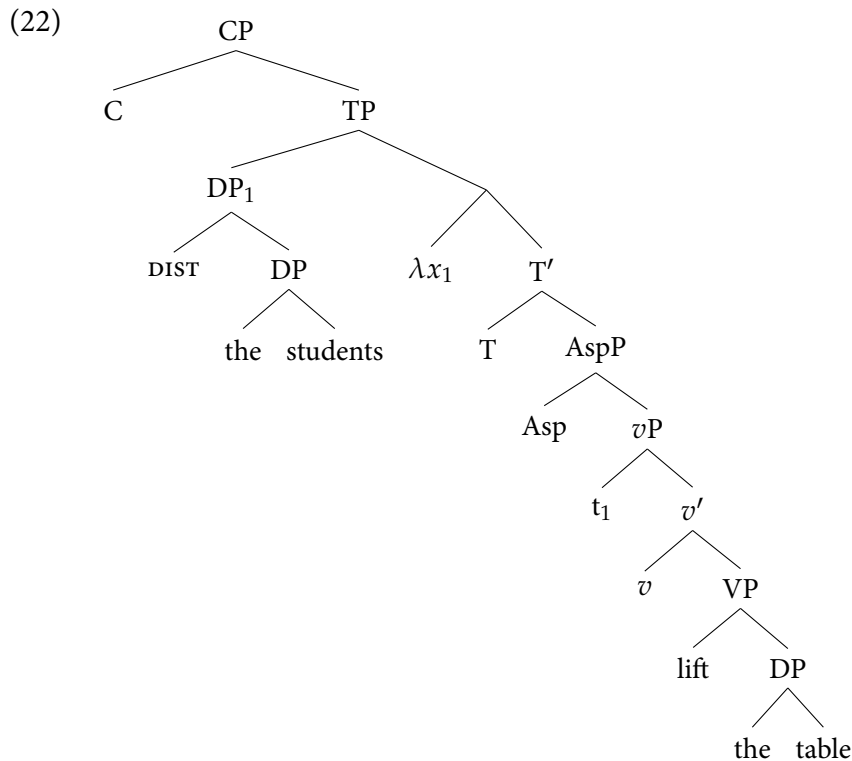 (22)
CP
C TP
DP₁
DIST DP λx₁ T′
the students T AspP
Asp vP
t₁ v′
v VP
lift DP
the table